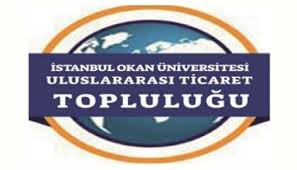 İSTANBUL OKAN ÜNİVERSİTESİ
ULUSLARARASI TİCARET
TOPLULUĞU